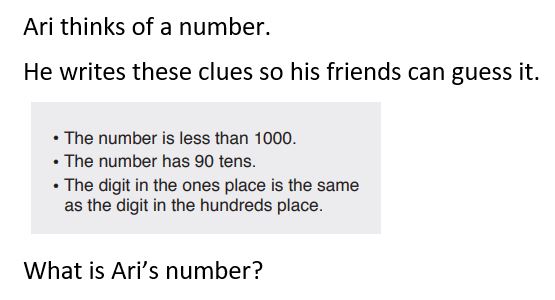 Ari thinks of a number.
He writes these clues so his friends can guess it.
• The number is less than 1000.
• The number has 90 tens.
• The digit in the ones place is the same
as the digit in the hundreds place.
What is Ari’s number?